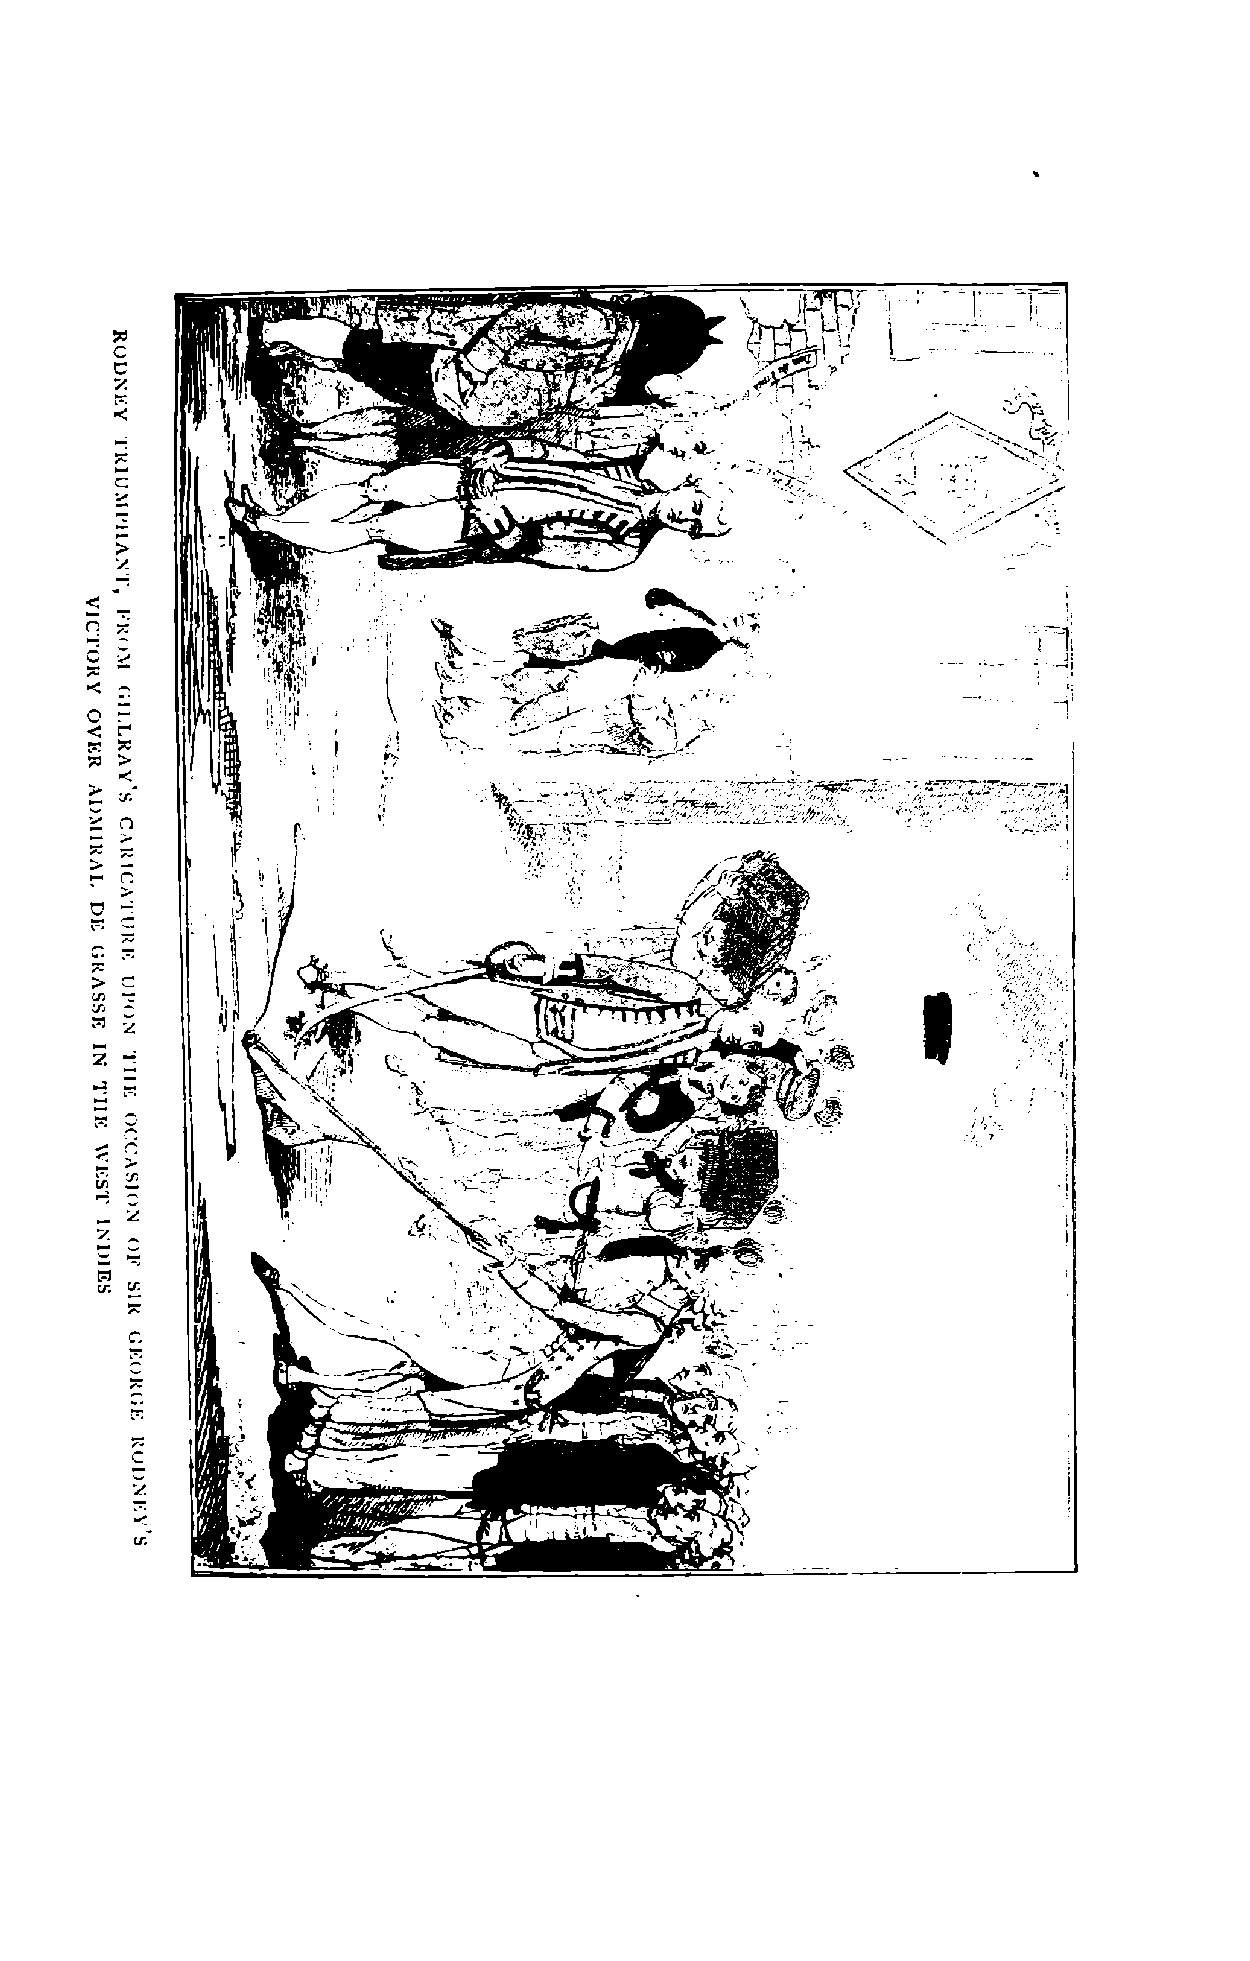 RODNEY TRIUMPHANT, FROM GILLRAY'S CARICATURE UPON THE OCCASION OF SIR GEORGE RODNEY'S
VICTORY OVER ADMIRAL DE GRASSE IN THE WEST INDIES